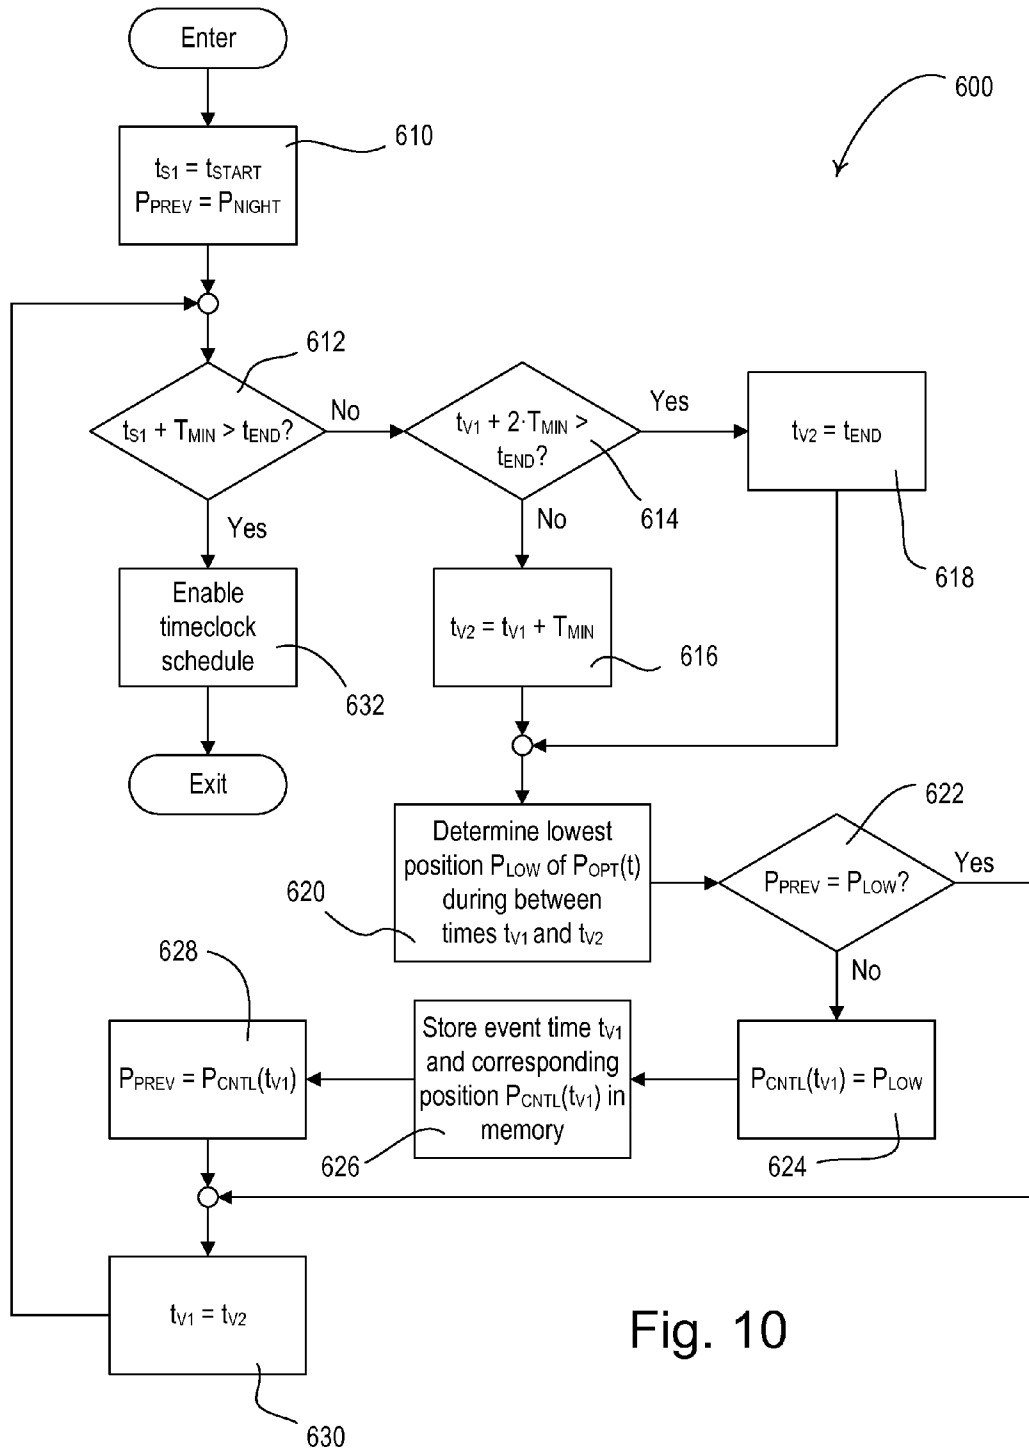 Enter
600
610
tS1 = tSTART
PPREV = PNIGHT
612
tS1 + TMIN > tEND?
No
Yes
tV1 + 2·TMIN >
tEND?
614
Yes
No
tV2 = tEND
618
Enable
timeclock
schedule
632
tV2 = tV1 + TMIN
616
Exit
Determine lowest
position PLOW of POPT(t)
during between
times tV1 and tV2
620
622
PPREV = PLOW?
Yes
No
628
PPREV = PCNTL(tV1)
Store event time tV1
and corresponding
position PCNTL(tV1) in
memory
626
PCNTL(tV1) = PLOW
624
tV1 = tV2
630
Fig. 10